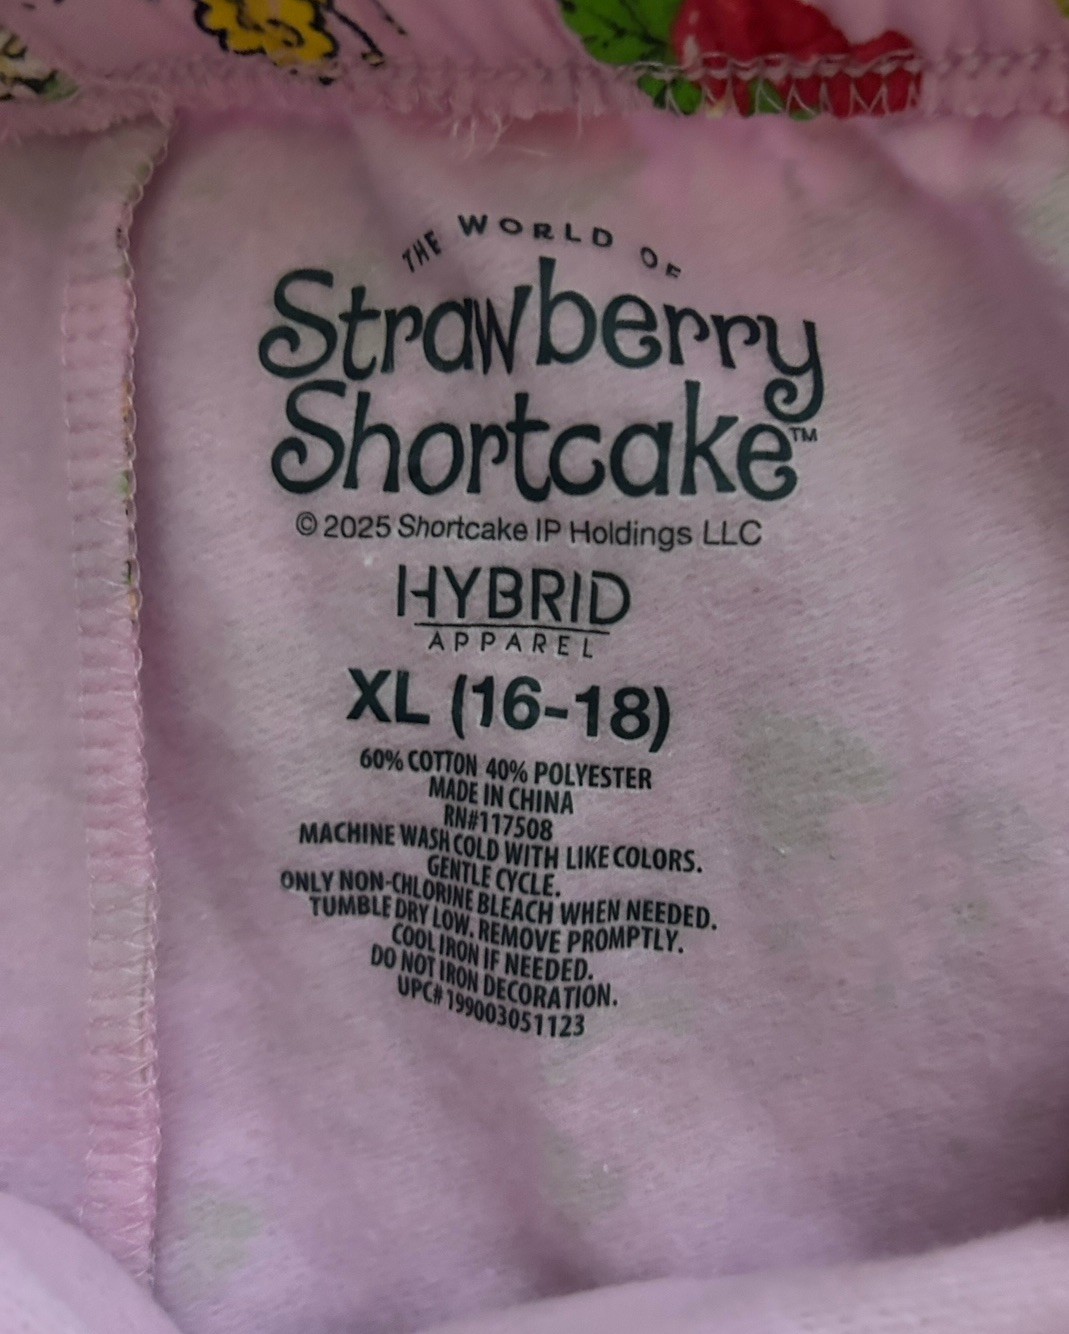 THE WORLD OF
Strawberry
Shortcake™
© 2025 Shortcake IP Holdings LLC
HYBRID
APPAREL
XL (16-18)
60% COTTON 40% POLYESTER
MADE IN CHINA
RN#117508
MACHINE WASH COLD WITH LIKE COLORS.
GENTLE CYCLE.
ONLY NON-CHLORINE BLEACH WHEN NEEDED.
TUMBLE DRY LOW. REMOVE PROMPTLY.
COOL IRON IF NEEDED.
DO NOT IRON DECORATION.
UPC# 199003051123